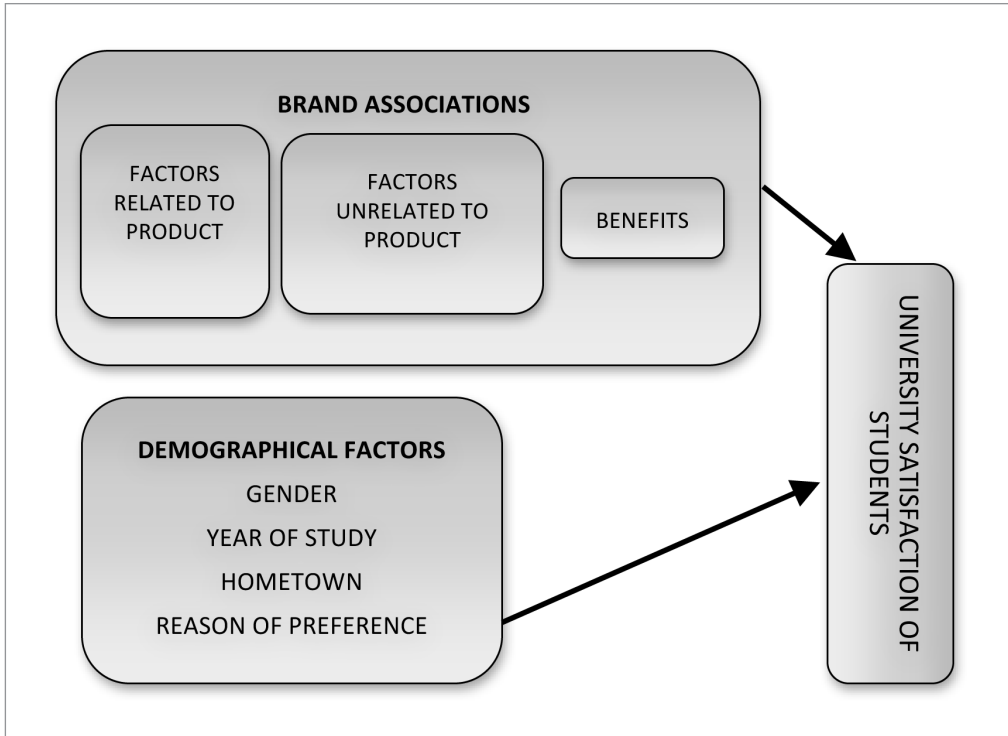 BRAND ASSOCIATIONS
FACTORS
RELATED TO
PRODUCT
FACTORS
UNRELATED TO
PRODUCT
BENEFITS
DEMOGRAPHICAL FACTORS
GENDER
YEAR OF STUDY
HOMETOWN
REASON OF PREFERENCE
UNIVERSITY SATISFACTION OF
STUDENTS